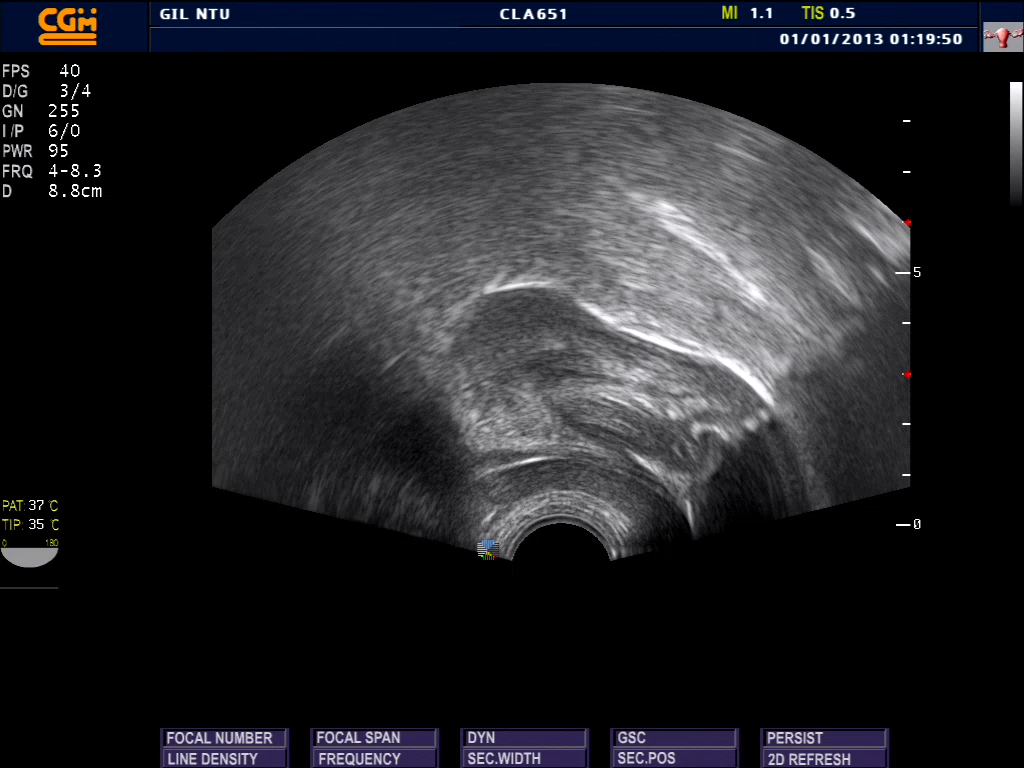 CGM
GIL NTU CLA651 MI 1.1 TIS 0.5
01/01/2013 01:19:50
FPS 40
D/G 3/4
GN 255
I/P 6/0
PWR 95
FRQ 4-8.3
D 8.8cm
5
PAT: 37 °C
TIP: 35 °C
0 180
0
FOCAL NUMBER FOCAL SPAN DYN GSC PERSIST
LINE DENSITY FREQUENCY SEC.WIDTH SEC.POS 2D REFRESH